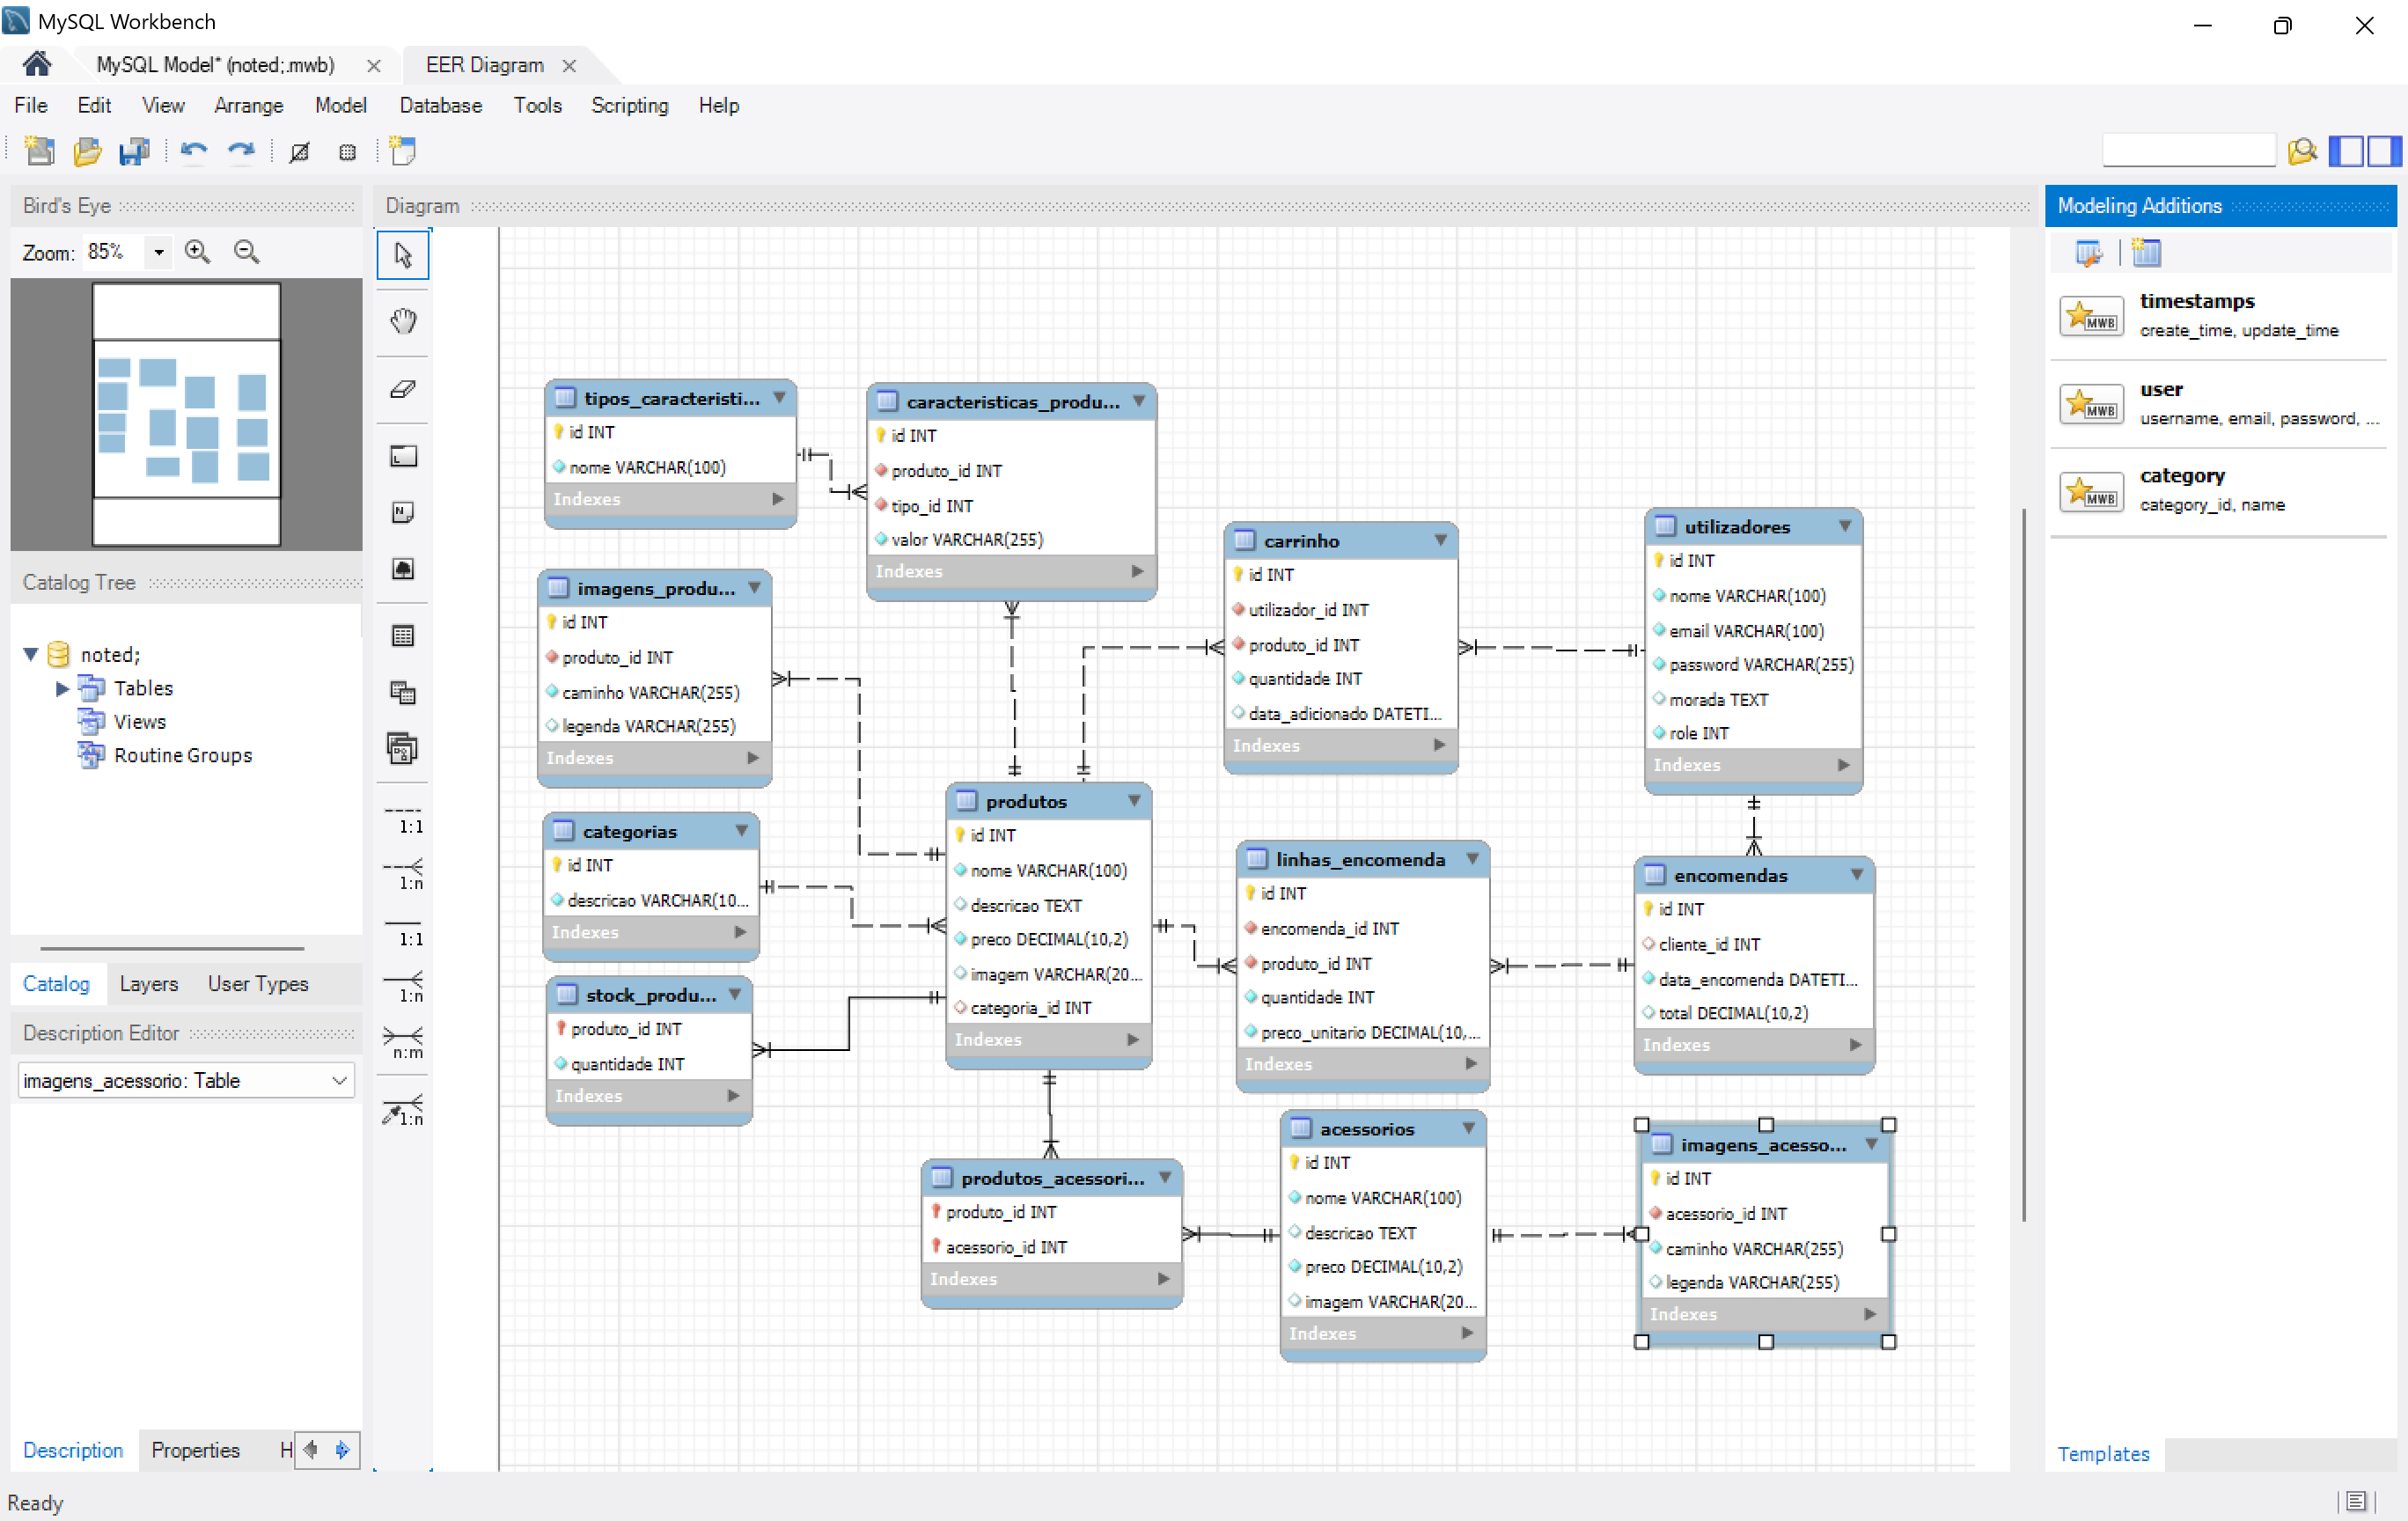 MySQL Workbench
MySQL Model* (noted;.mwb)
EER Diagram
File Edit View Arrange Model Database Tools Scripting Help
Bird's Eye
Zoom: 85%
Catalog Tree
noted;
Tables
Views
Routine Groups
Catalog Layers User Types
Description Editor
imagens_acessorio: Table
Description Properties H
Ready
Diagram
1:1
1:n
1:1
1:n
n:m
1:n
tipos_caracteristi...
id INT
nome VARCHAR(100)
Indexes
caracteristicas_produ...
id INT
produto_id INT
tipo_id INT
valor VARCHAR(255)
Indexes
imagens_produ...
id INT
produto_id INT
caminho VARCHAR(255)
legenda VARCHAR(255)
Indexes
carrinho
id INT
utilizador_id INT
produto_id INT
quantidade INT
data_adicionado DATETI...
Indexes
utilizadores
id INT
nome VARCHAR(100)
email VARCHAR(100)
password VARCHAR(255)
morada TEXT
role INT
Indexes
categorias
id INT
descricao VARCHAR(10...
Indexes
produtos
id INT
nome VARCHAR(100)
descricao TEXT
preco DECIMAL(10,2)
imagem VARCHAR(20...
categoria_id INT
Indexes
linhas_encomenda
id INT
encomenda_id INT
produto_id INT
quantidade INT
preco_unitario DECIMAL(10,...
Indexes
encomendas
id INT
cliente_id INT
data_encomenda DATETI...
total DECIMAL(10,2)
Indexes
stock_produ...
produto_id INT
quantidade INT
Indexes
produtos_acessori...
produto_id INT
acessorio_id INT
Indexes
acessorios
id INT
nome VARCHAR(100)
descricao TEXT
preco DECIMAL(10,2)
imagem VARCHAR(20...
Indexes
imagens_acesso...
id INT
acessorio_id INT
caminho VARCHAR(255)
legenda VARCHAR(255)
Indexes
Modeling Additions
MWB
timestamps
create_time, update_time
MWB
user
username, email, password, ...
MWB
category
category_id, name
Templates